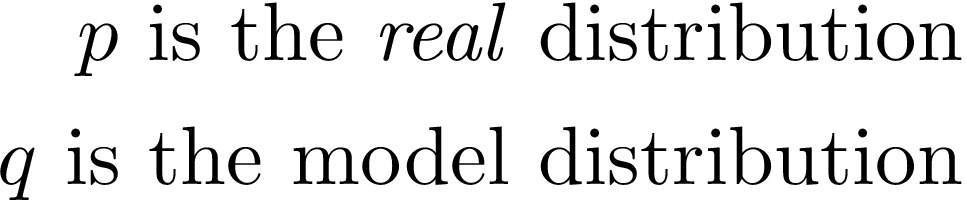 p is the real distribution
q is the model distribution